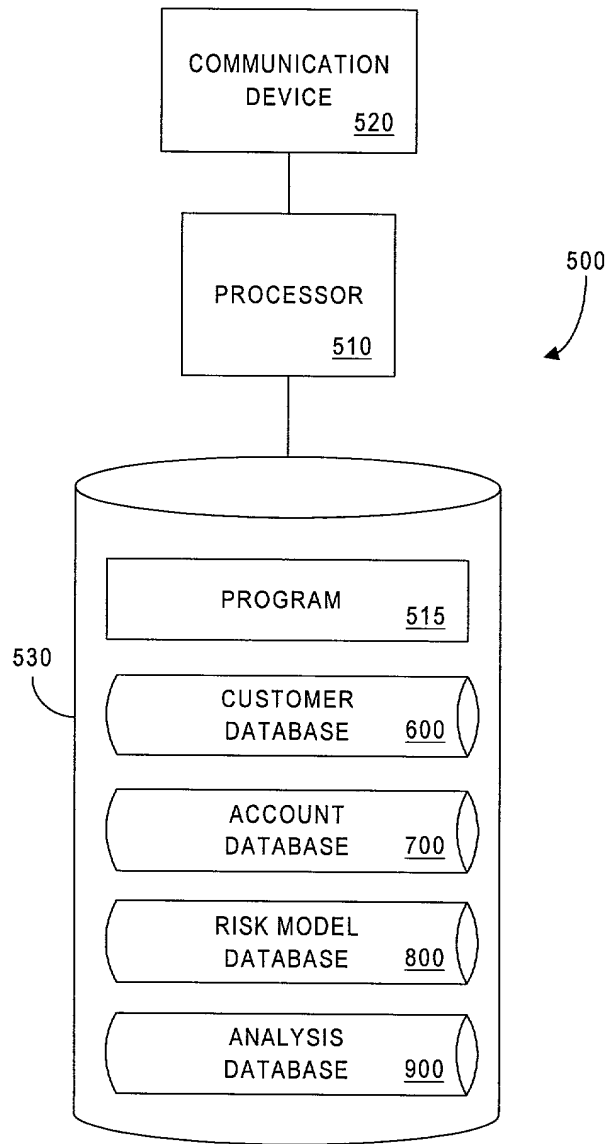 COMMUNICATION
DEVICE
520
PROCESSOR
510
500
PROGRAM
515
530
CUSTOMER
DATABASE
600
ACCOUNT
DATABASE
700
RISK MODEL
DATABASE
800
ANALYSIS
DATABASE
900